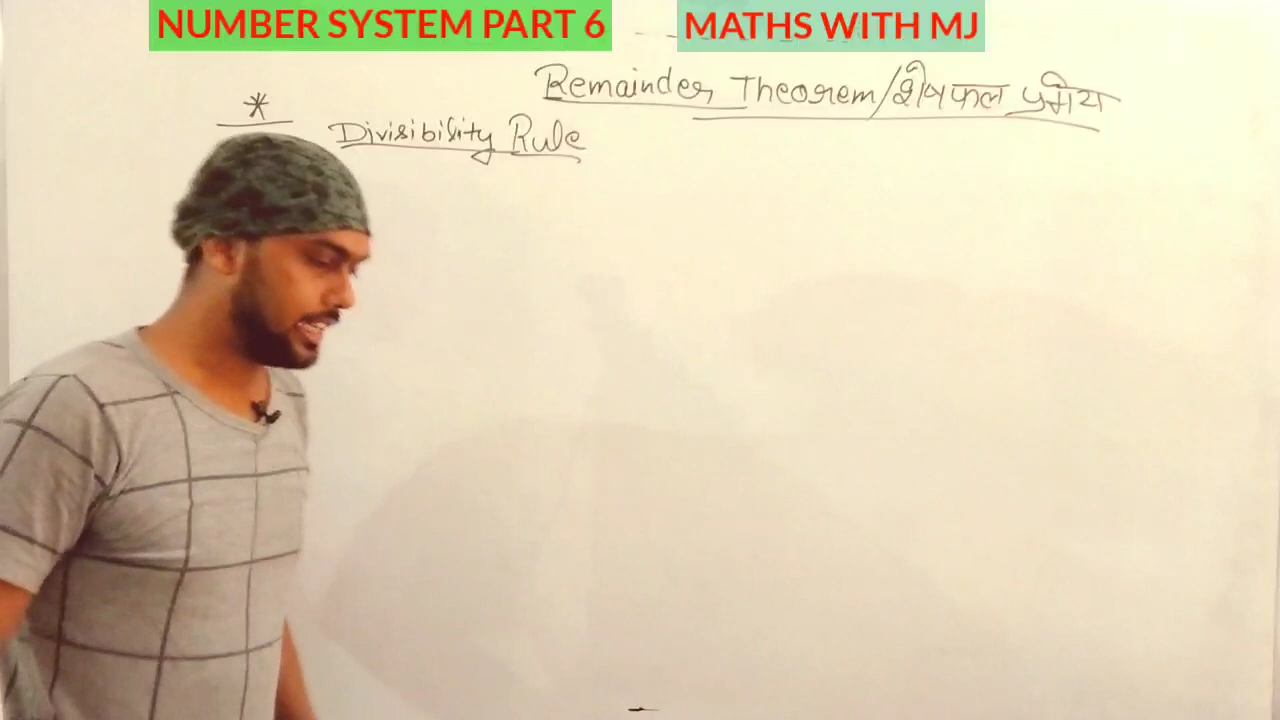 NUMBER SYSTEM PART 6
MATHS WITH MJ
Remainder Theorem/शेषफल प्रमेय
* Divisibility Rule